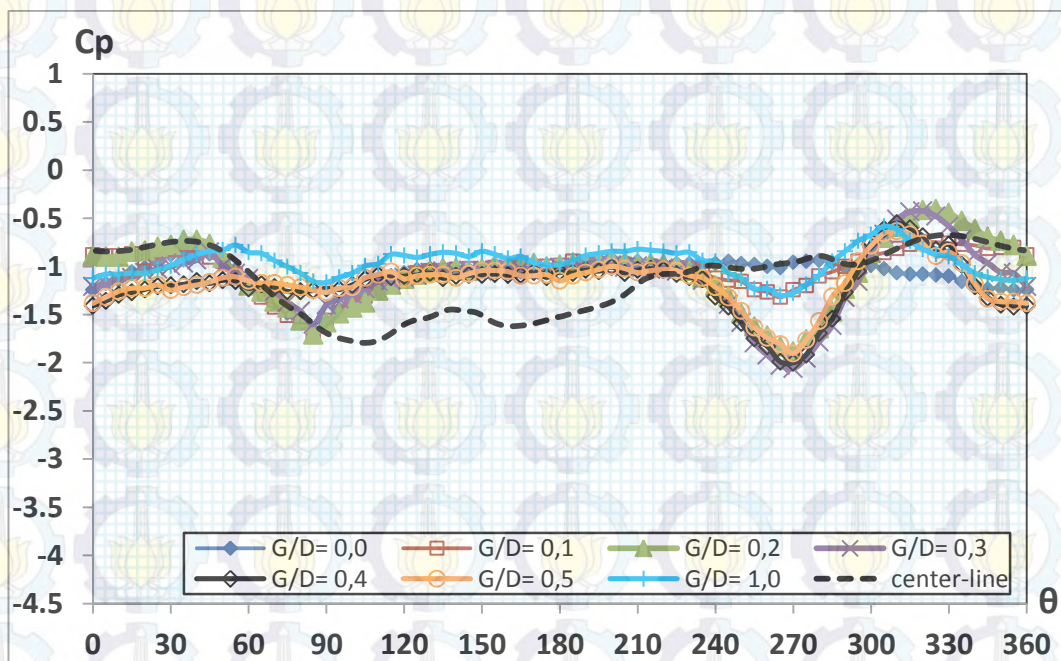 Cp
1
0.5
0
-0.5
-1
-1.5
-2
-2.5
-3
-3.5
-4
-4.5
G/D= 0,0 G/D= 0,1 G/D= 0,2 G/D= 0,3
G/D= 0,4 G/D= 0,5 G/D= 1,0 center-line
θ
0 30 60 90 120 150 180 210 240 270 300 330 360